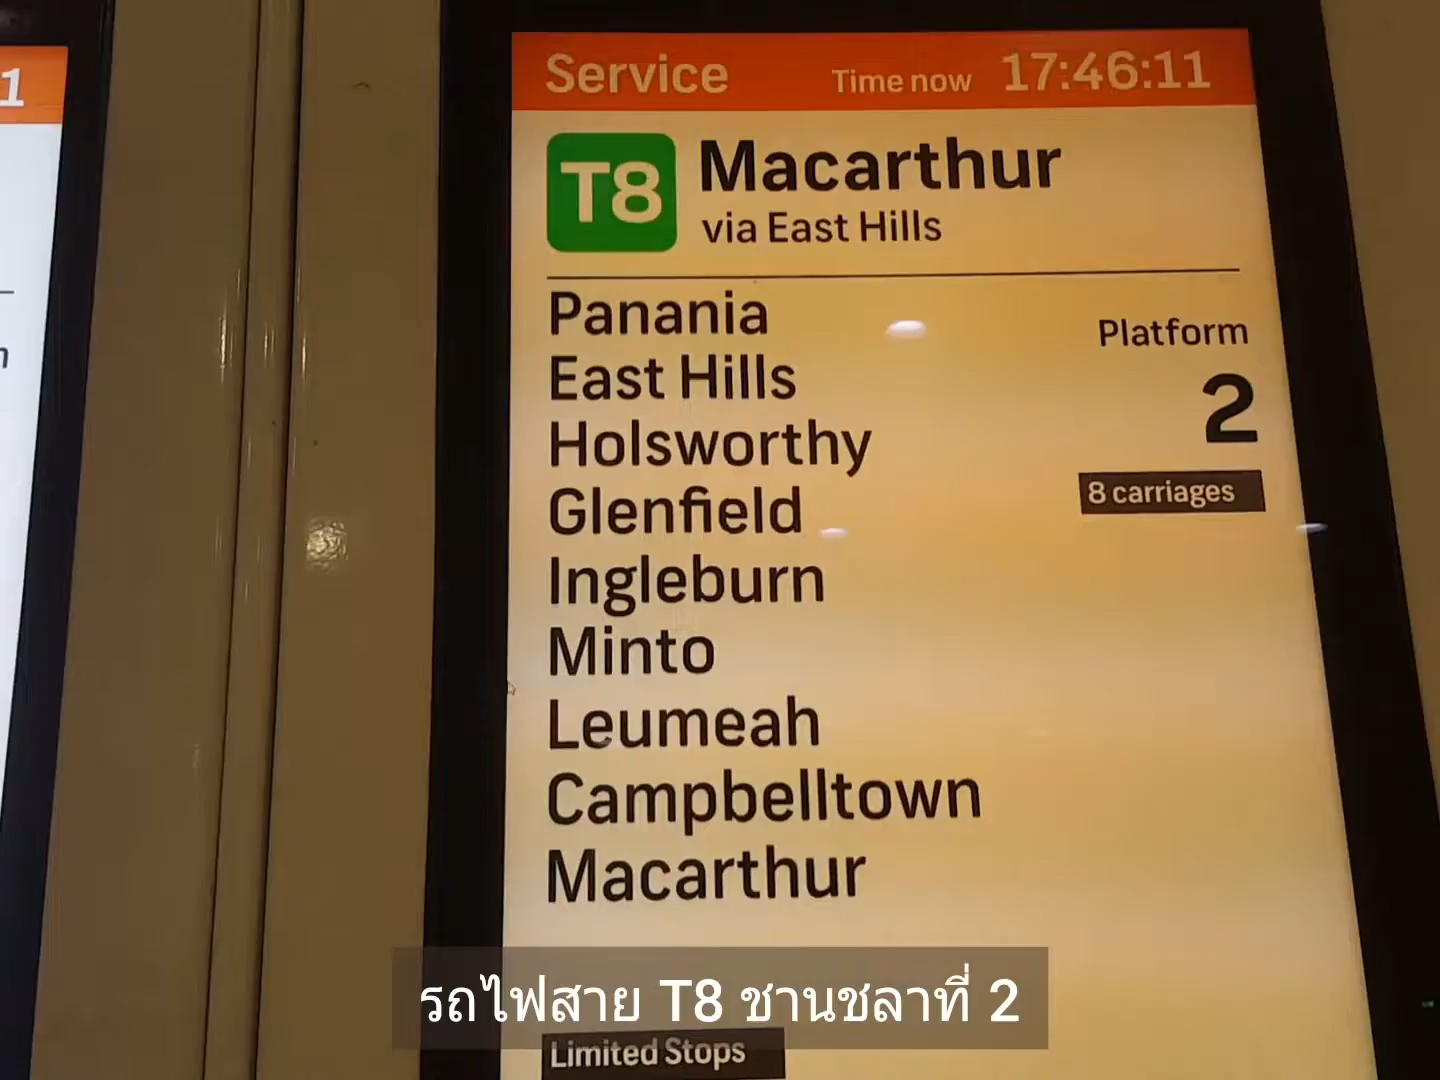 1
Service Time now 17:46:11
T8 Macarthur
via East Hills
Panania
Platform
East Hills
2
Holsworthy
8 carriages
Glenfield
Ingleburn
Minto
Leumeah
Campbelltown
Macarthur
รถไฟสาย T8 ชานชลาที่ 2
Limited Stops